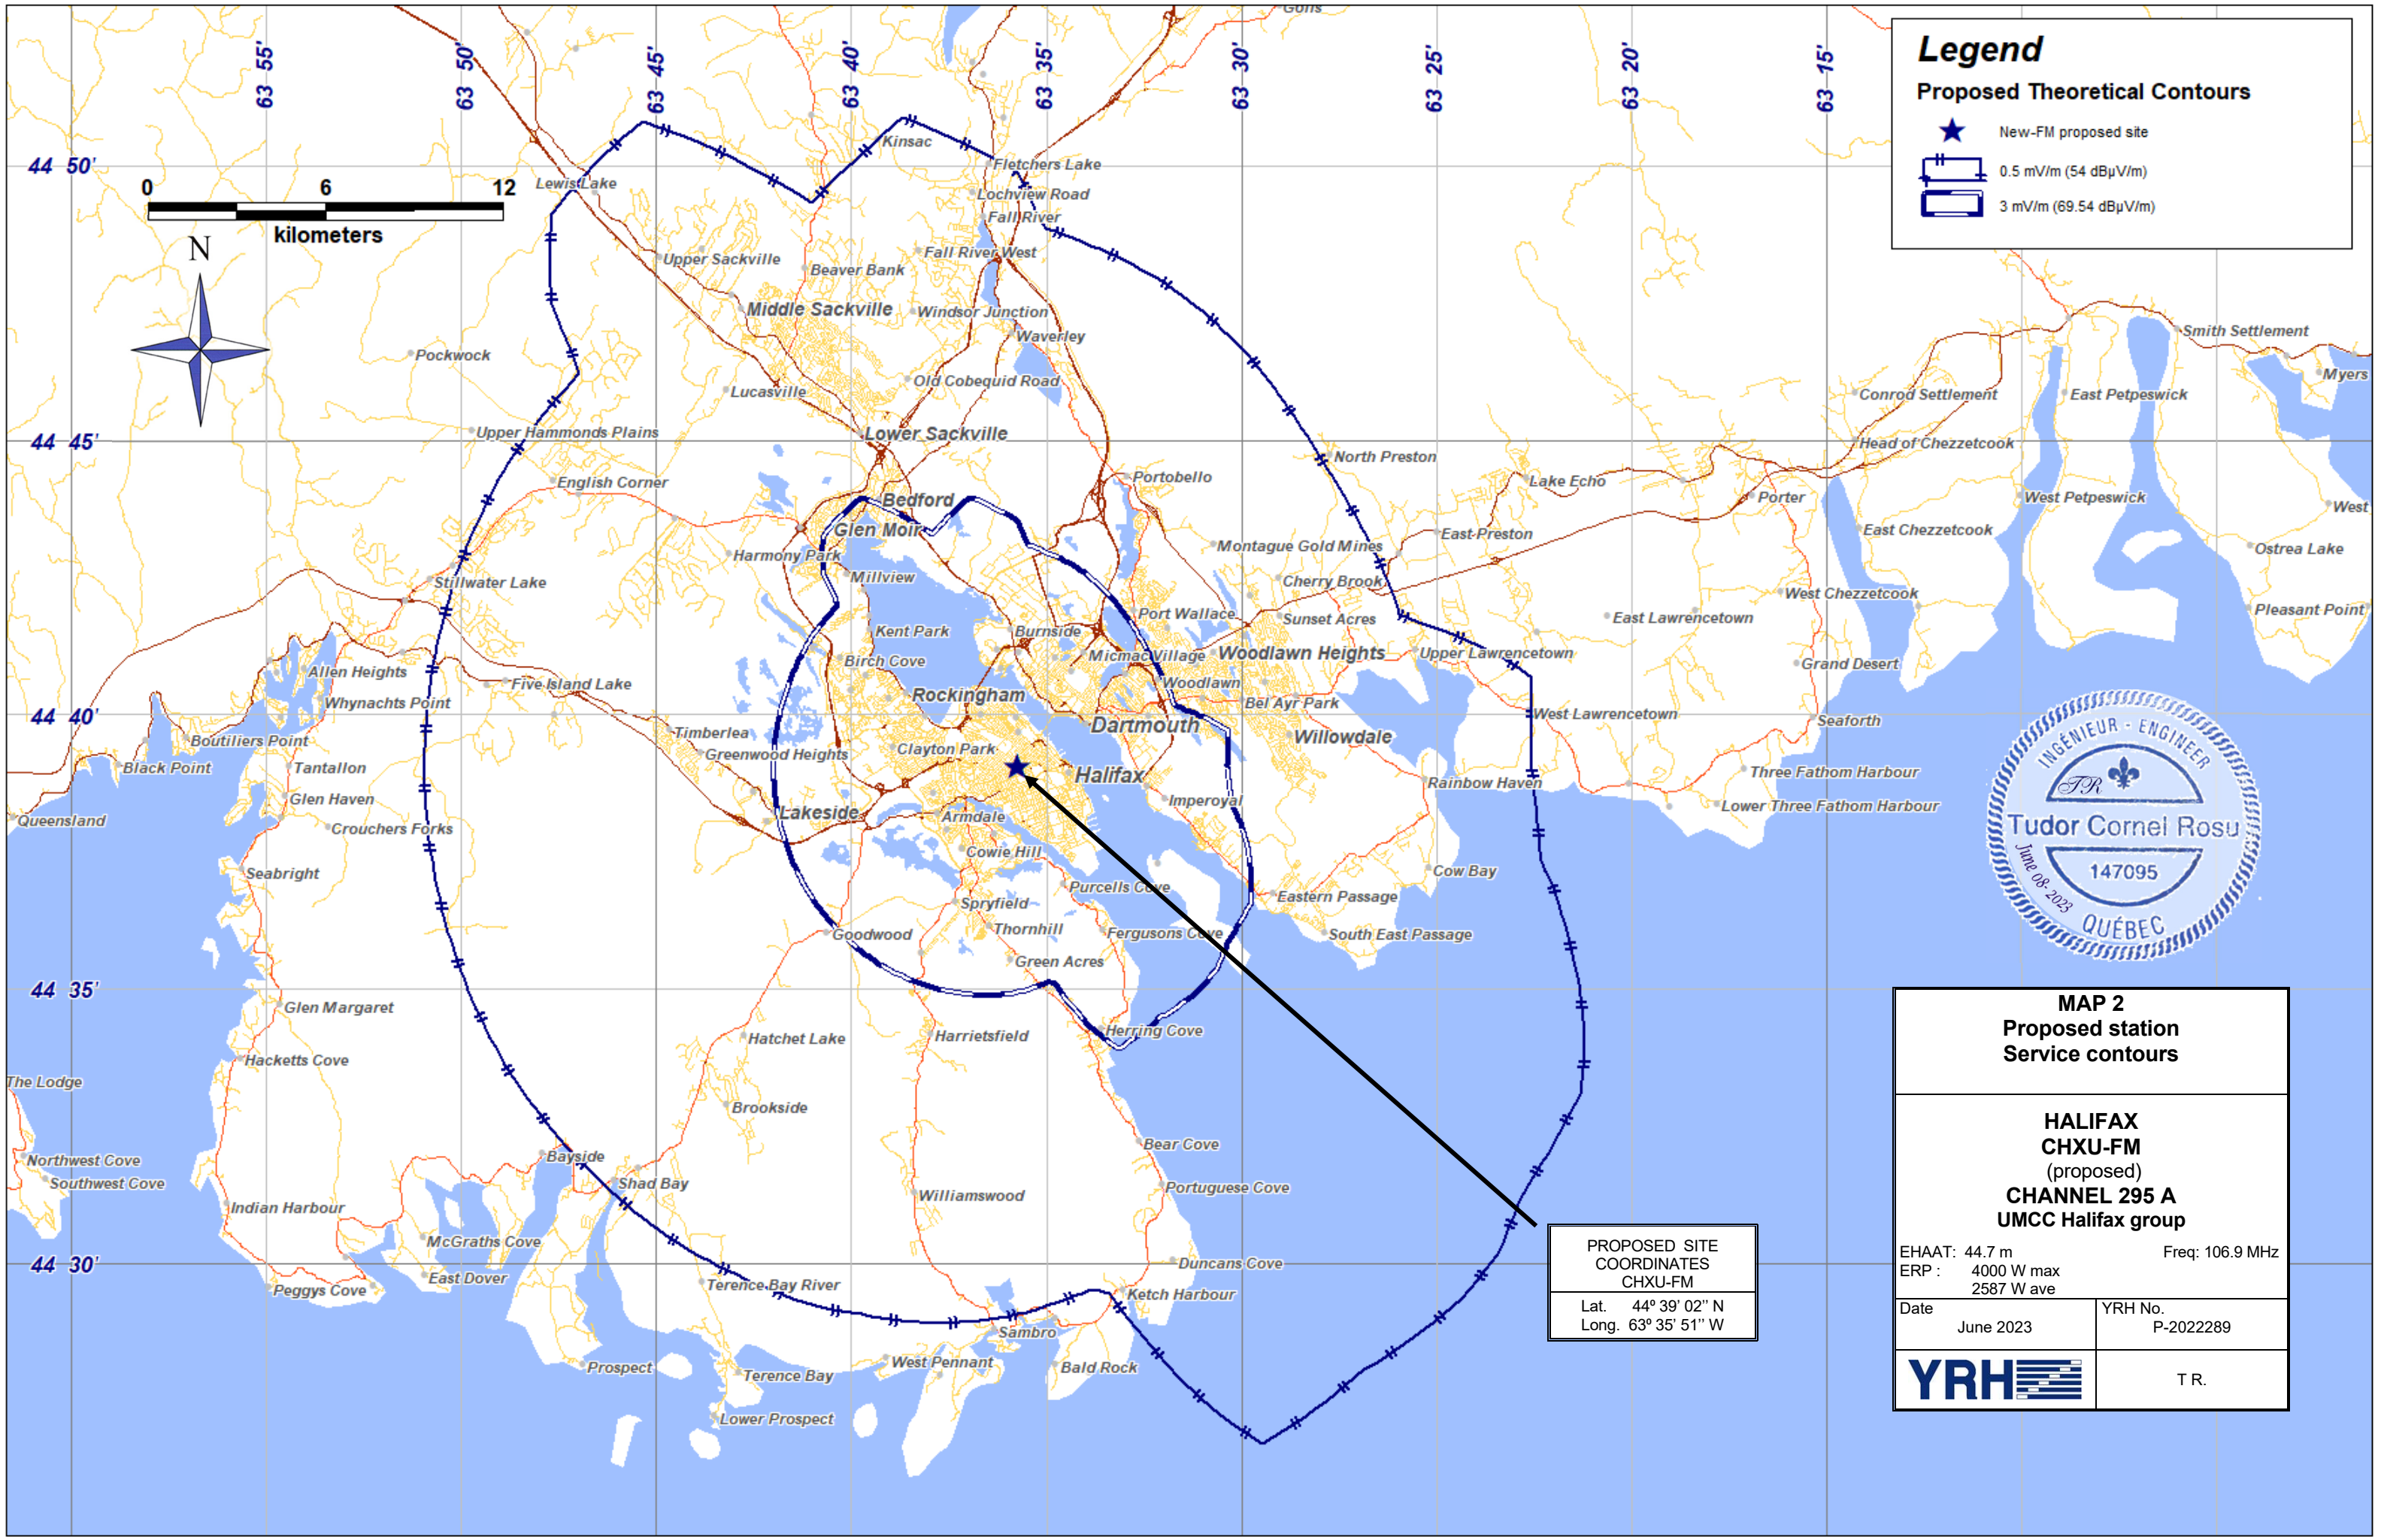 Goffs
63 55'
63 50'
63 45'
63 40'
63 35'
63 30'
63 25'
63 20'
63 15'
Legend
Proposed Theoretical Contours
New-FM proposed site
0.5 mV/m (54 dBµV/m)
3 mV/m (69.54 dBµV/m)
44 50'
44 45'
44 40'
44 35'
44 30'
0 6 12
kilometers
N
Kinsac
Fletchers Lake
Lewis Lake
Lochview Road
Fall River
Upper Sackville
Fall River West
Beaver Bank
Middle Sackville
Windsor Junction
Waverley
Smith Settlement
Pockwock
Myers
Lucasville
Old Cobequid Road
Conrod Settlement
East Petpeswick
Upper Hammonds Plains
Lower Sackville
Head of Chezzetcook
North Preston
English Corner
Portobello
Lake Echo
Bedford
Porter
West Petpeswick
West
Glen Moir
East Preston
East Chezzetcook
Harmony Park
Montague Gold Mines
Ostrea Lake
Stillwater Lake
Millview
Cherry Brook
West Chezzetcook
Pleasant Point
Port Wallace
Sunset Acres
East Lawrencetown
Kent Park
Burnside
Allen Heights
Birch Cove
Micmac Village
Woodlawn Heights
Upper Lawrencetown
Grand Desert
Five Island Lake
Woodlawn
Whynachts Point
Rockingham
Bel Ayr Park
West Lawrencetown
Seaforth
Boutiliers Point
Timberlea
Dartmouth
Willowdale
Greenwood Heights
Clayton Park
Black Point
Tantallon
Halifax
Rainbow Haven
Three Fathom Harbour
Glen Haven
Imperoyal
Lower Three Fathom Harbour
Queensland
Crouchers Forks
Lakeside
Armdale
Cowie Hill
Seabright
Purcells Cove
Cow Bay
Spryfield
Eastern Passage
Goodwood
Thornhill
Fergusons Cove
South East Passage
Green Acres
Glen Margaret
Hatchet Lake
Harrietsfield
Herring Cove
Hacketts Cove
The Lodge
Brookside
Bear Cove
Northwest Cove
Bayside
Southwest Cove
Shad Bay
Williamswood
Portuguese Cove
Indian Harbour
McGraths Cove
Duncans Cove
East Dover
Peggys Cove
Terence Bay River
Ketch Harbour
Sambro
Prospect
West Pennant
Bald Rock
Terence Bay
Lower Prospect
INGÉNIEUR - ENGINEER
TR
Tudor Cornel Rosu
147095
June 08-2023
QUÉBEC
PROPOSED SITE
COORDINATES
CHXU-FM
Lat. 44º 39' 02'' N
Long. 63º 35' 51'' W
MAP 2
Proposed station
Service contours
HALIFAX
CHXU-FM
(proposed)
CHANNEL 295 A
UMCC Halifax group
EHAAT: 44.7 m Freq: 106.9 MHz
ERP : 4000 W max
2587 W ave
Date
June 2023
YRH No.
P-2022289
YRH
T R.